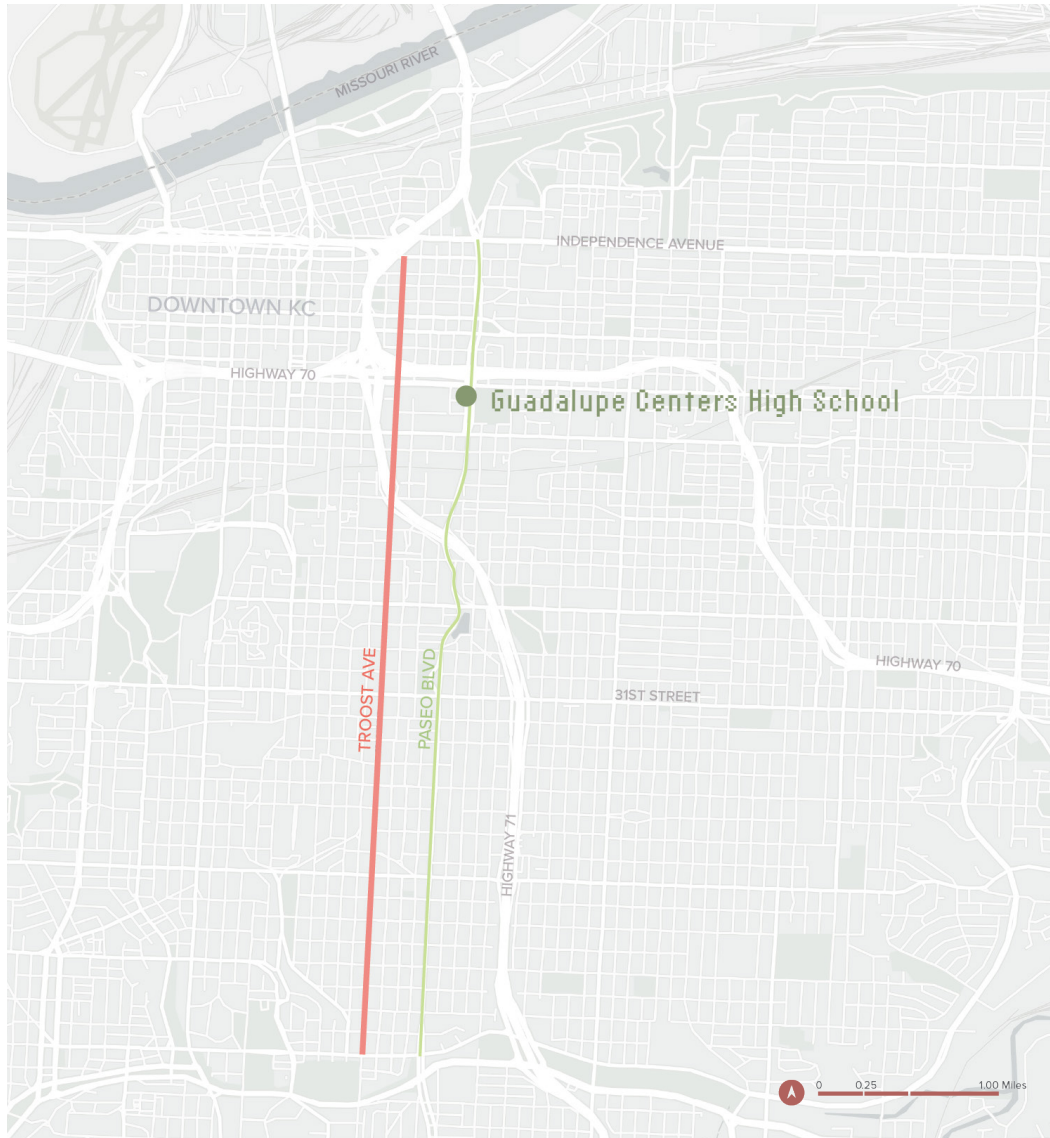 MISSOURI RIVER
INDEPENDENCE AVENUE
DOWNTOWN KC
HIGHWAY 70
Guadalupe Centers High School
TROOST AVE
PASEO BLVD
HIGHWAY 70
31ST STREET
HIGHWAY 71
0 0.25 1.00 Miles